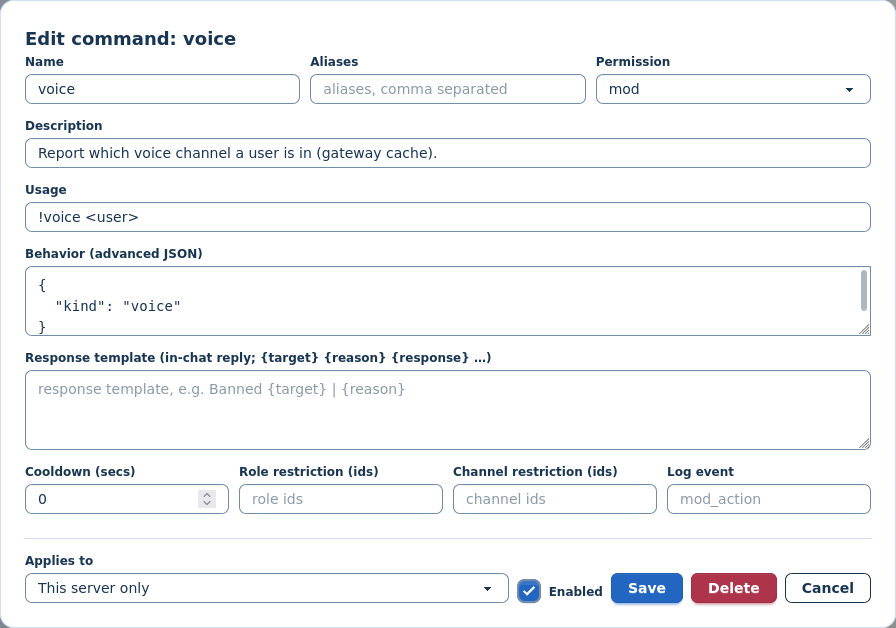 Edit command: voice
Name
Aliases
Permission
voice
aliases, comma separated
mod
Description
Report which voice channel a user is in (gateway cache).
Usage
!voice <user>
Behavior (advanced JSON)
{
"kind": "voice"
}
Response template (in-chat reply; {target} {reason} {response} ...)
response template, e.g. Banned {target} | {reason}
Cooldown (secs)
Role restriction (ids)
Channel restriction (ids)
Log event
0
role ids
channel ids
mod_action
Applies to
This server only
Enabled
Save
Delete
Cancel